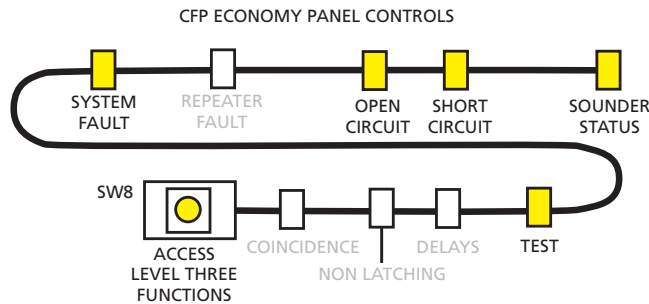 CFP ECONOMY PANEL CONTROLS
SYSTEM
FAULT
REPEATER
FAULT
OPEN
CIRCUIT
SHORT
CIRCUIT
SOUNDER
STATUS
SW8
ACCESS
LEVEL THREE
FUNCTIONS
COINCIDENCE
NON LATCHING
DELAYS
TEST